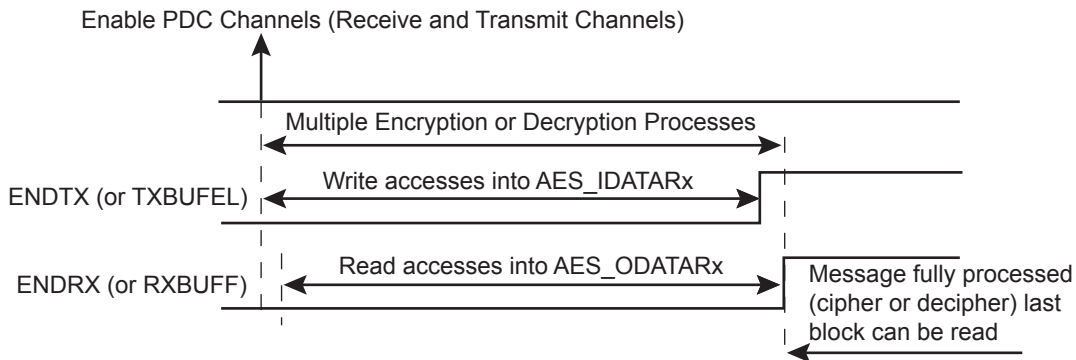 Enable PDC Channels (Receive and Transmit Channels)
Multiple Encryption or Decryption Processes
ENDTX (or TXBUFEL)
Write accesses into AES_IDATARx
ENDRX (or RXBUFF)
Read accesses into AES_ODATARx
Message fully processed
(cipher or decipher) last
block can be read